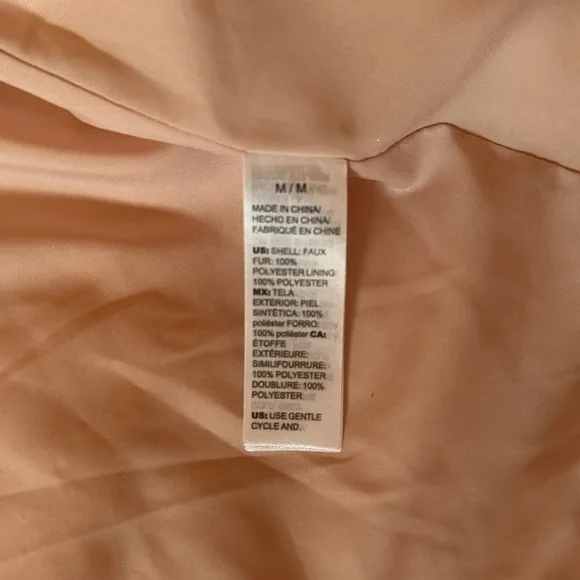 M / M
MADE IN CHINA/
HECHO EN CHINA/
FABRIQUÉ EN CHINE
US: SHELL: FAUX
FUR: 100%
POLYESTER LINING:
100% POLYESTER
MX: TELA
EXTERIOR: PIEL
SINTÉTICA: 100%
poliéster FORRO:
100% poliéster CA:
ÉTOFFE
EXTÉRIEURE:
SIMILIFOURRURE:
100% POLYESTER
DOUBLURE: 100%
POLYESTER
US: USE GENTLE
CYCLE AND.